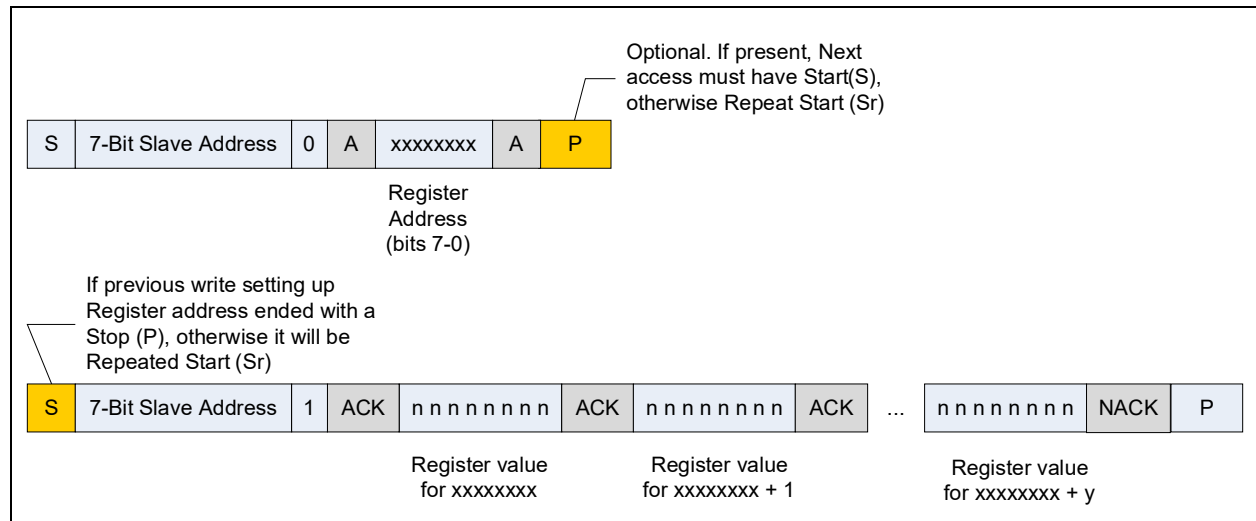 Optional. If present, Next
access must have Start(S),
otherwise Repeat Start (Sr)
S 7-Bit Slave Address 0 A xxxxxxxx A P
Register
Address
(bits 7-0)
If previous write setting up
Register address ended with a
Stop (P), otherwise it will be
Repeated Start (Sr)
S 7-Bit Slave Address 1 ACK n n n n n n n n ACK n n n n n n n n ACK ... n n n n n n n n NACK P
Register value
for xxxxxxxx
Register value
for xxxxxxxx + 1
Register value
for xxxxxxxx + y